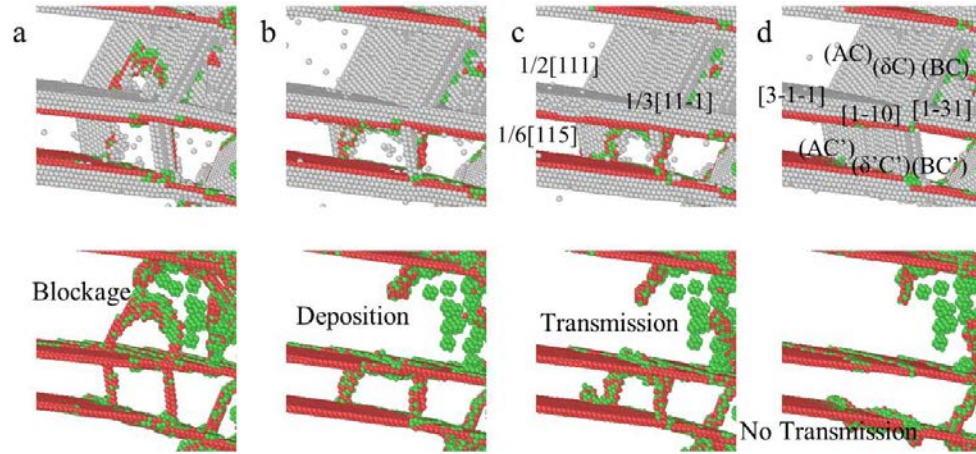 a
b
c
d
1/2[111]
1/3[11-1]
1/6[115]
(AC)
(δC)
(BC)
[3-1-1]
[1-10]
[1-31]
(AC')
(δ'C')
(BC')
Blockage
Deposition
Transmission
No Transmission